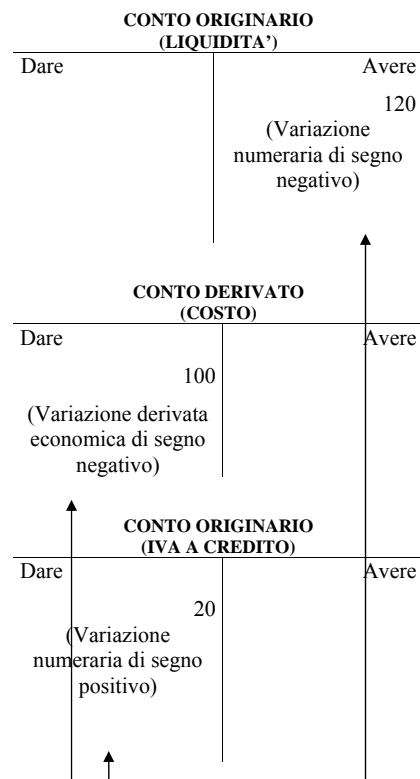 CONTO ORIGINARIO
(LIQUIDITA’)
Dare Avere
120
(Variazione
numeraria di segno
negativo)
CONTO DERIVATO
(COSTO)
Dare Avere
100
(Variazione derivata
economica di segno
negativo)
CONTO ORIGINARIO
(IVA A CREDITO)
Dare Avere
20
(Variazione
numeraria di segno
positivo)